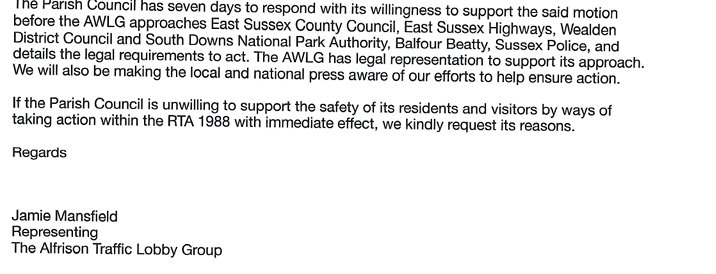 The Parish Council has seven days to respond with its willingness to support the said motion
before the AWLG approaches East Sussex County Council, East Sussex Highways, Wealden
District Council and South Downs National Park Authority, Balfour Beatty, Sussex Police, and
details the legal requirements to act. The AWLG has legal representation to support its approach.
We will also be making the local and national press aware of our efforts to help ensure action.
If the Parish Council is unwilling to support the safety of its residents and visitors by ways of
taking action within the RTA 1988 with immediate effect, we kindly request its reasons.
Regards
Jamie Mansfield
Representing
The Alfrison Traffic Lobby Group